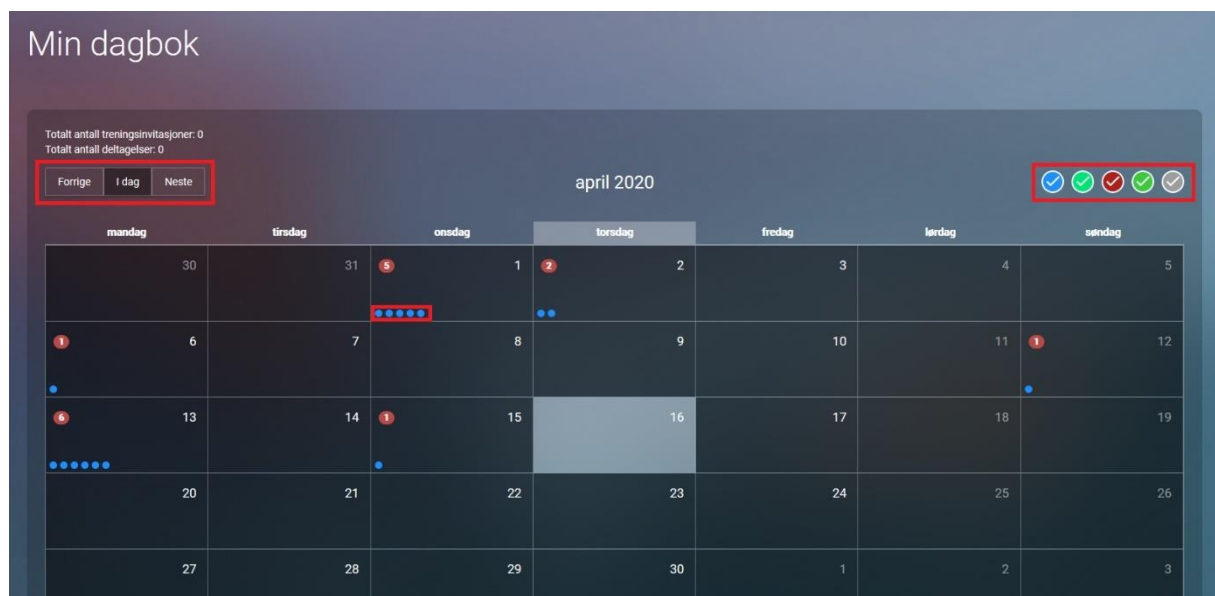 Min dagbok
Totalt antall treningsinvitasjoner: 0
Totalt antall deltagelser: 0
Forrige I dag Neste april 2020
mandag tirsdag onsdag torsdag fredag lørdag søndag
30 31 5 1 2 2 3 4 5
1 6 7 8 9 10 11 1 12
6 13 14 1 15 16 17 18 19
20 21 22 23 24 25 26
27 28 29 30 1 2 3